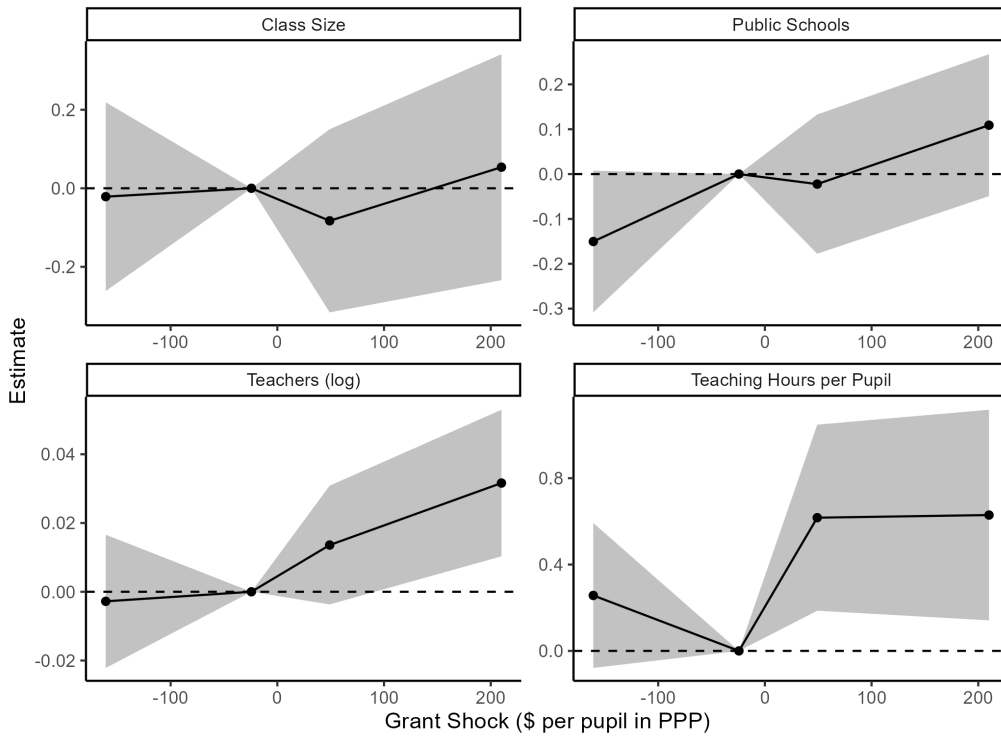 Class Size
Public Schools
0.2
0.0
-0.2
-100 0 100 200
0.2
0.1
0.0
-0.1
-0.2
-0.3
-100 0 100 200
Teachers (log)
Teaching Hours per Pupil
0.04
0.02
0.00
-0.02
-100 0 100 200
0.8
0.4
0.0
-100 0 100 200
Estimate
Grant Shock ($ per pupil in PPP)